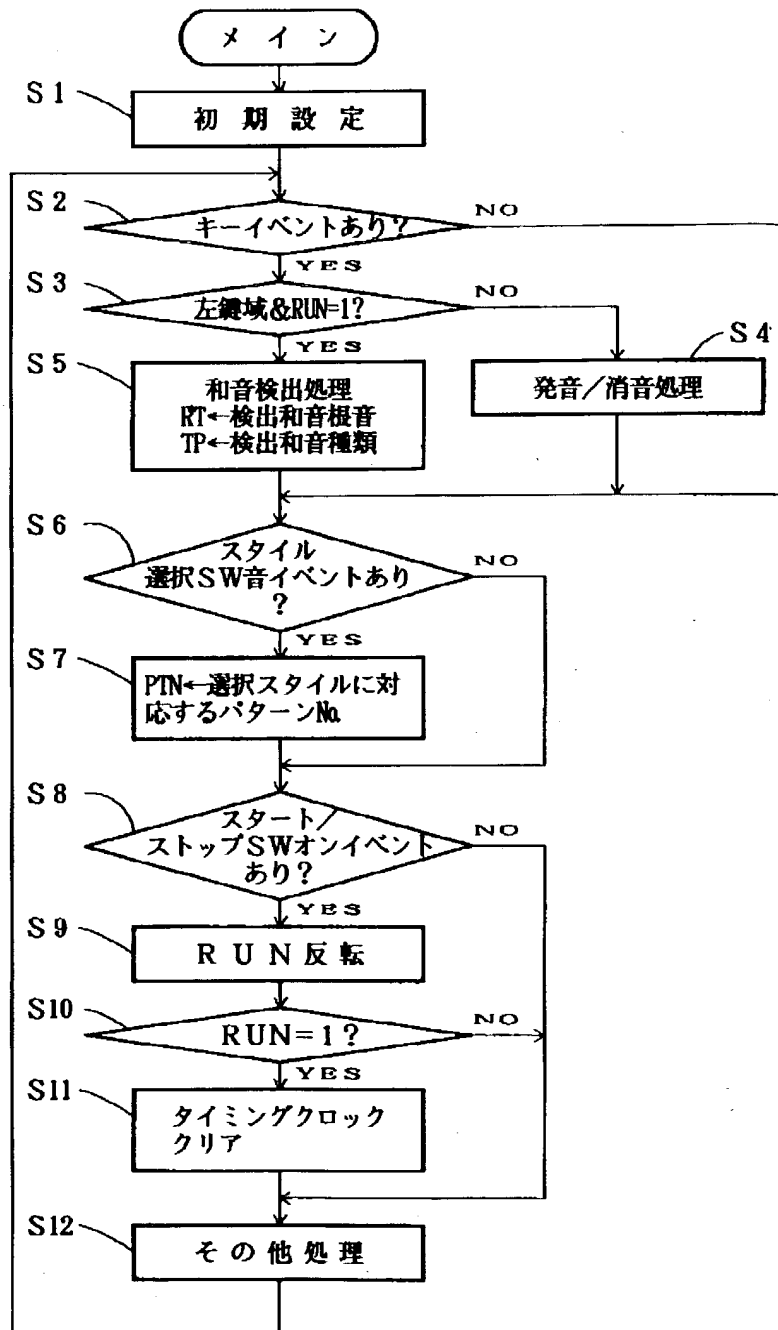 メイン
S1
初期設定
S2
キーイベントあり?
NO
YES
S3
左鍵域&RUN=1?
NO
YES
S4
発音/消音処理
S5
和音検出処理
RT←検出和音根音
TP←検出和音種類
S6
スタイル
選択SW音イベントあり
?
NO
YES
S7
PTN←選択スタイルに対
応するパターンNo.
S8
スタート/
ストップSWオンイベント
あり?
NO
YES
S9
RUN反転
S10
RUN=1?
NO
YES
S11
タイミングクロック
クリア
S12
その他処理